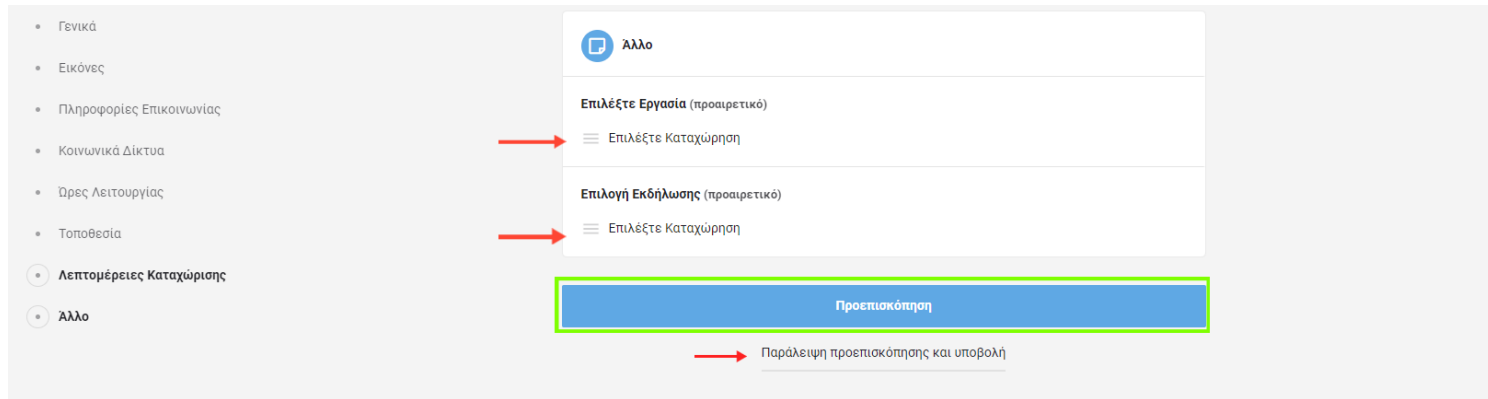 Γενικά
Εικόνες
Πληροφορίες Επικοινωνίας
Κοινωνικά Δίκτυα
Ώρες Λειτουργίας
Τοποθεσία
Λεπτομέρειες Καταχώρισης
Άλλο
Άλλο
Επιλέξτε Εργασία (προαιρετικό)
Επιλέξτε Καταχώρηση
Επιλογή Εκδήλωσης (προαιρετικό)
Επιλέξτε Καταχώρηση
Προεπισκόπηση
Παράλειψη προεπισκόπησης και υποβολή